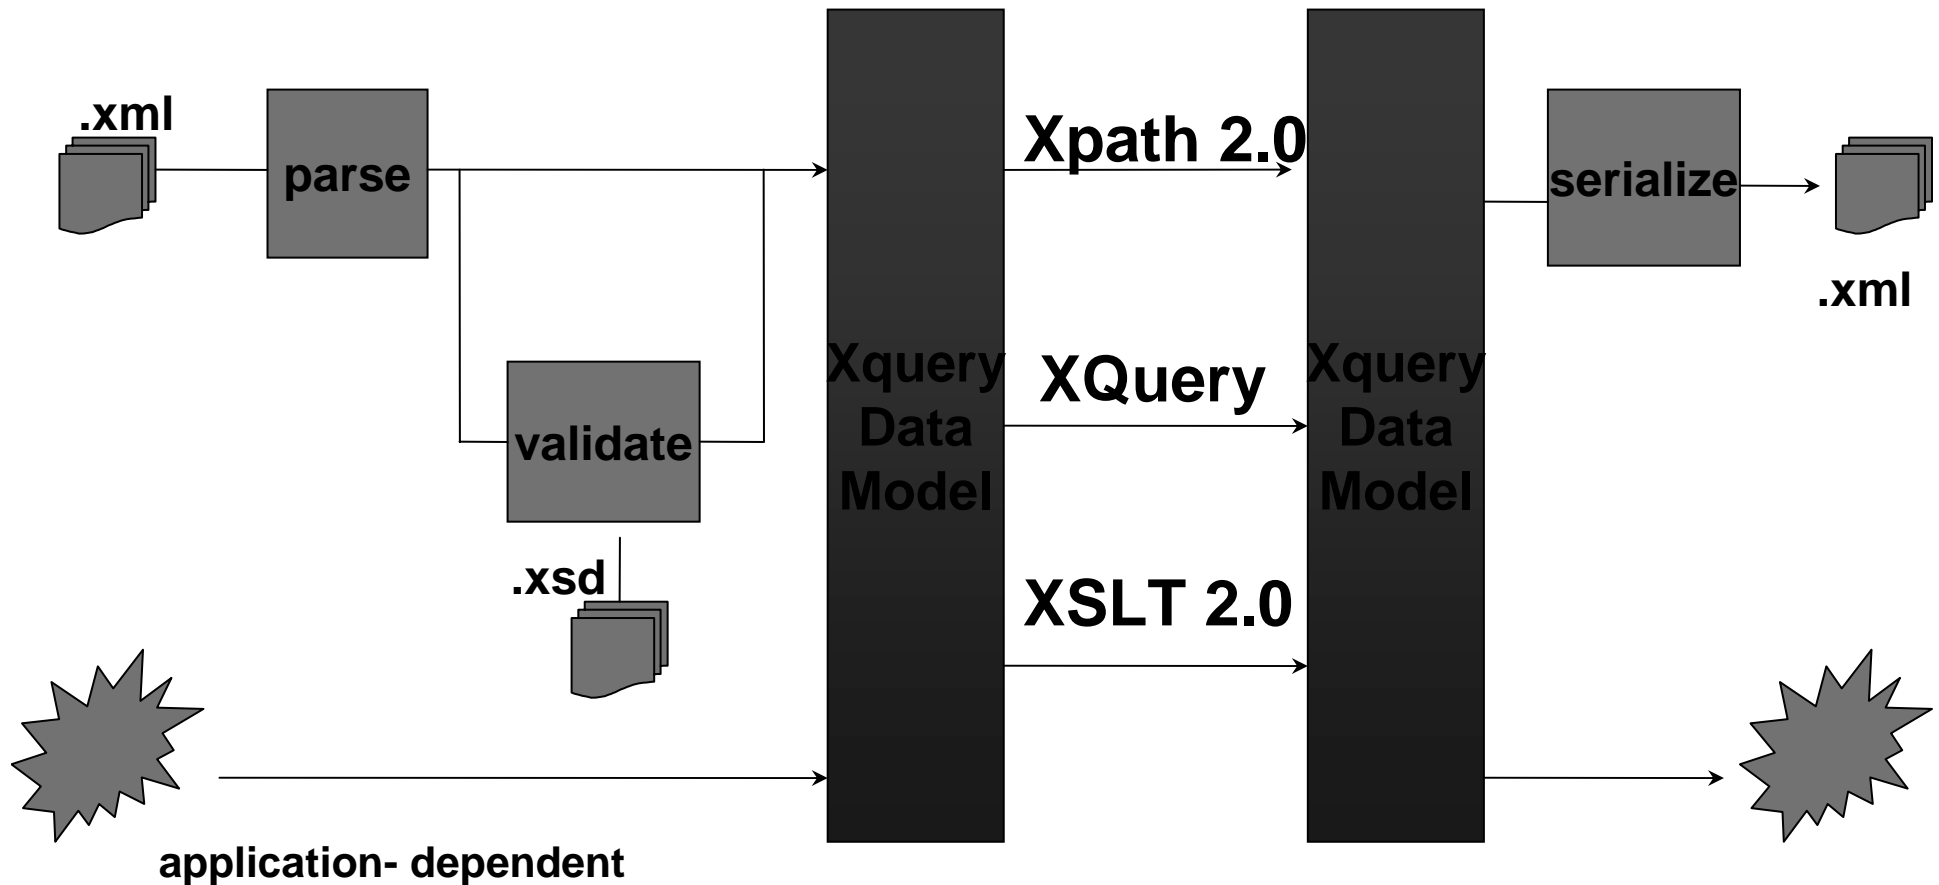 .xml
parse
validate
.xsd
application- dependent
Xquery
Data
Model
Xpath 2.0
XQuery
XSLT 2.0
Xquery
Data
Model
serialize
.xml